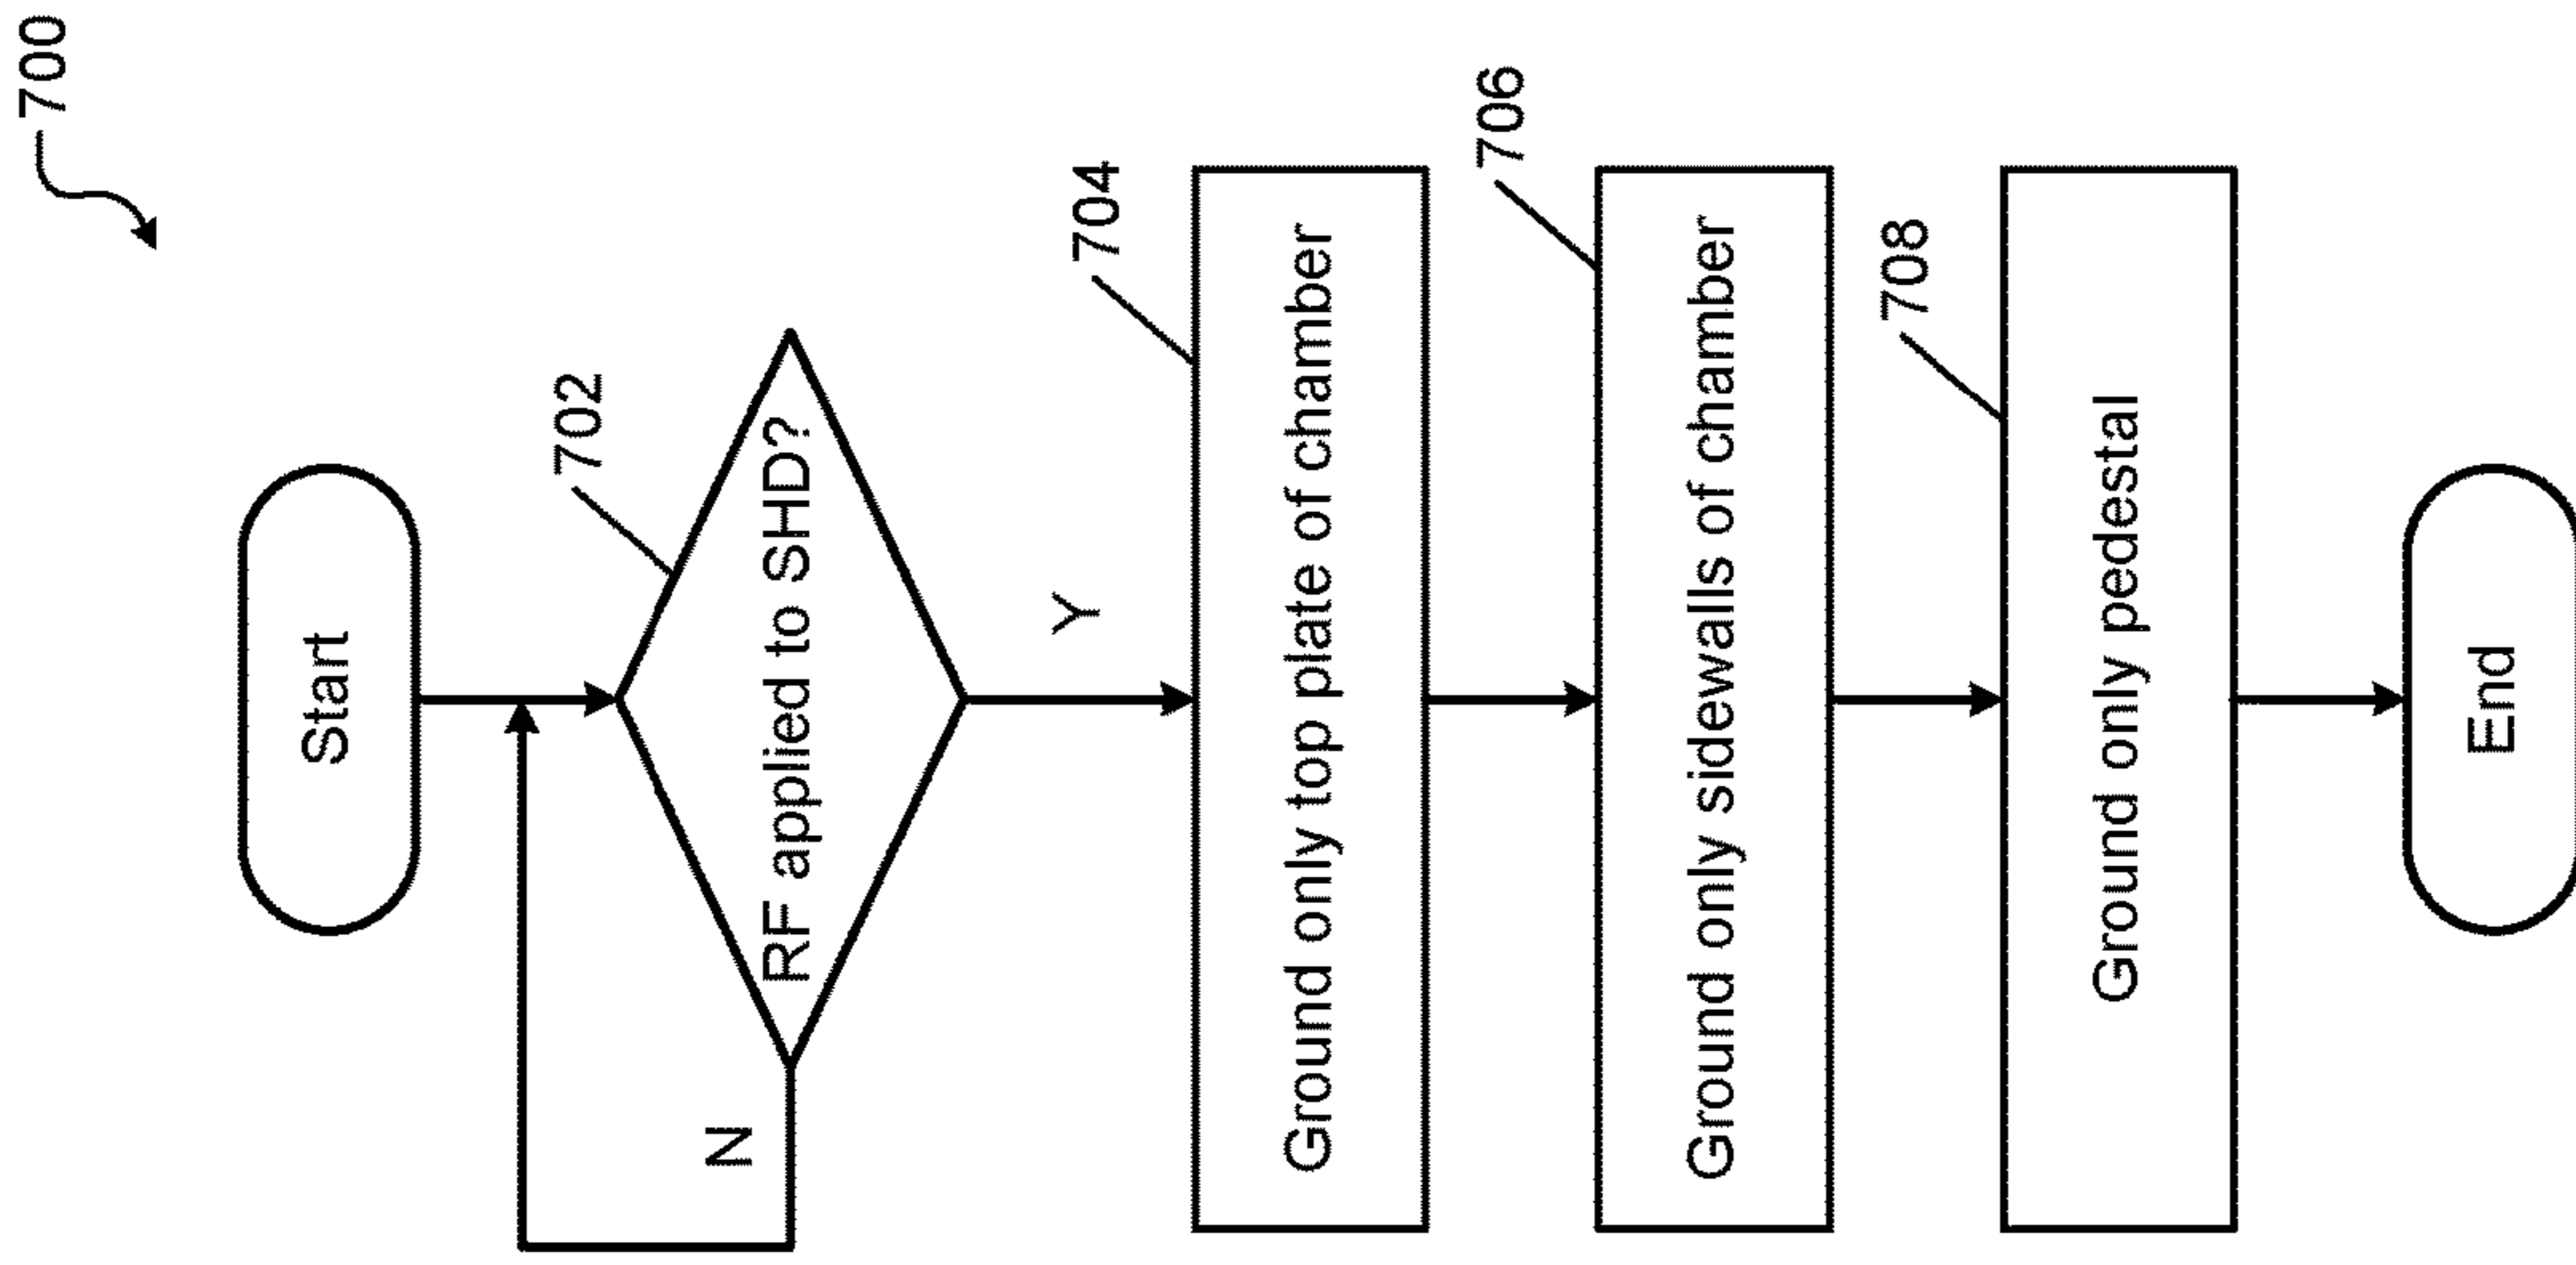 700
Start
702
RF applied to SHD?
N
Y
704
Ground only top plate of chamber
706
Ground only sidewalls of chamber
708
Ground only pedestal
End